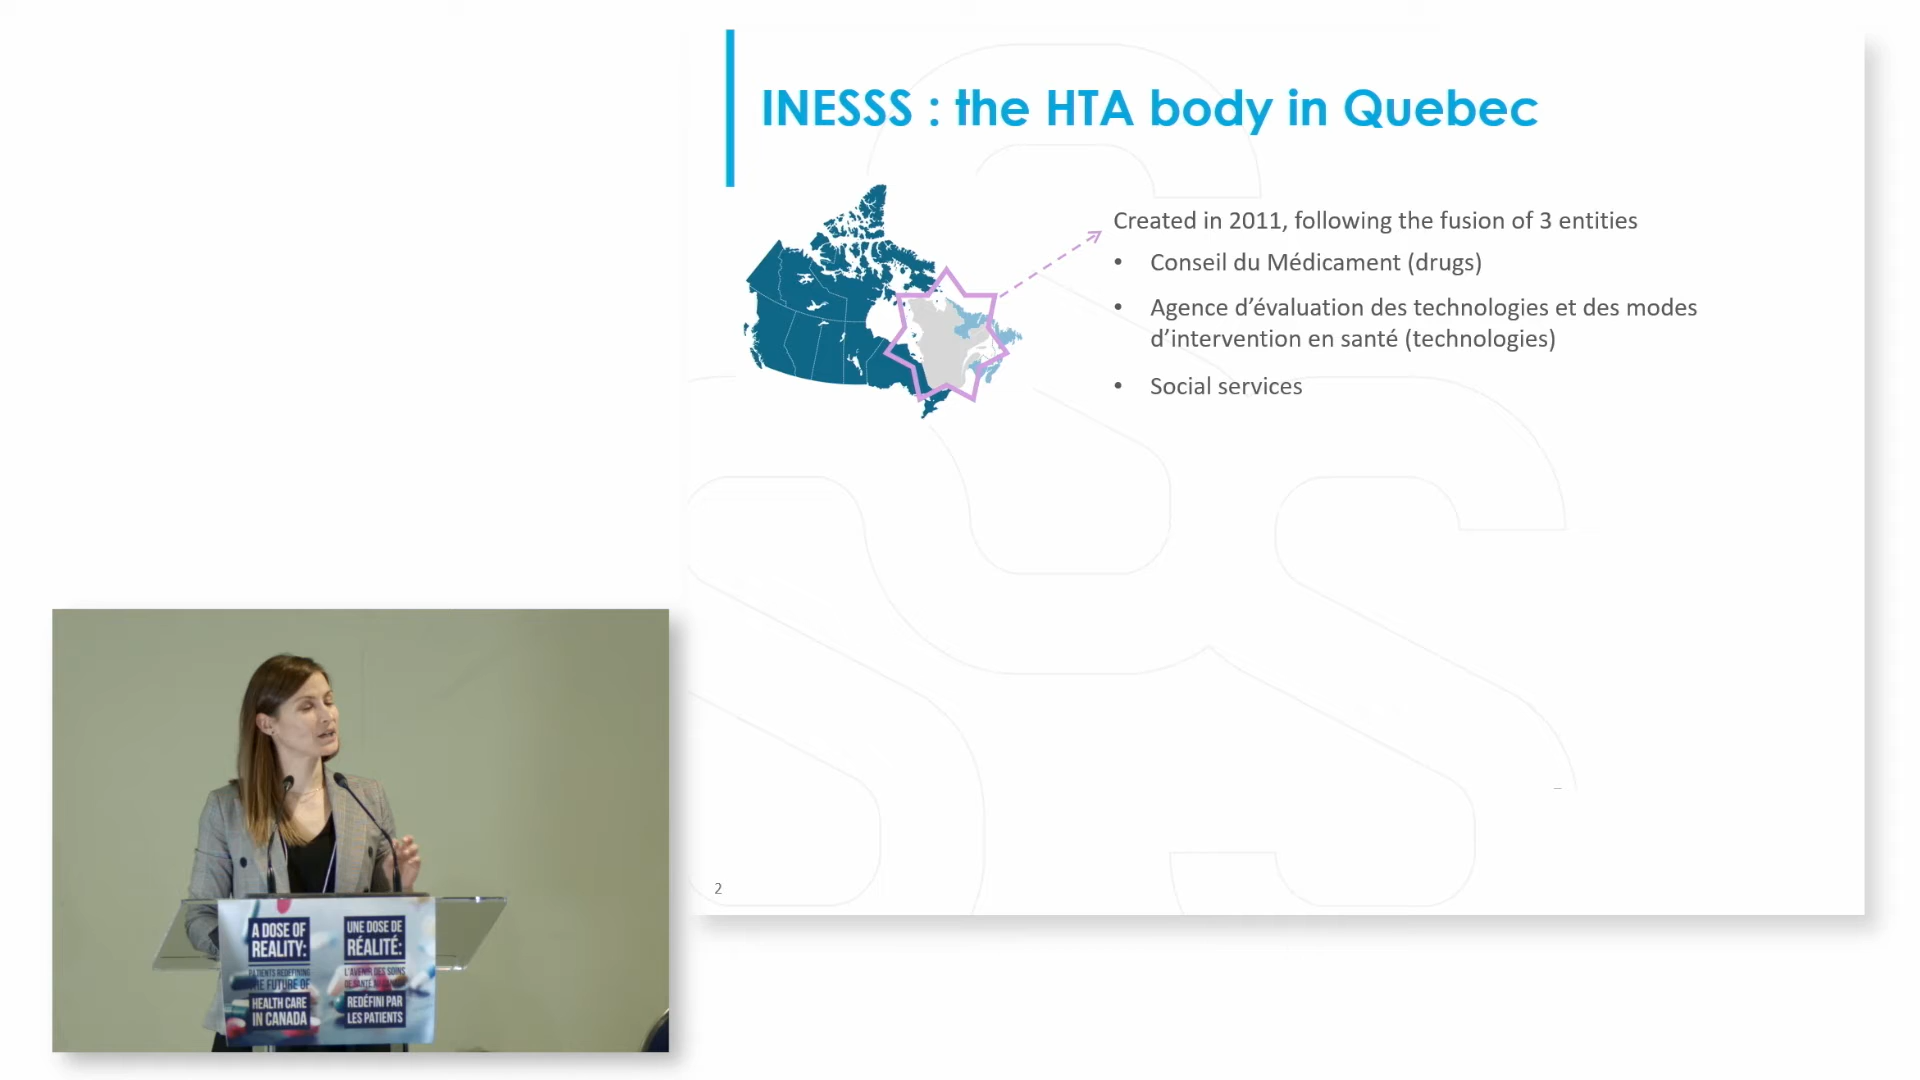 INESSS : the HTA body in Quebec
Created in 2011, following the fusion of 3 entities
• Conseil du Médicament (drugs)
• Agence d'évaluation des technologies et des modes
d'intervention en santé (technologies)
• Social services
2
A DOSE OF
REALITY:
PATIENTS REDEFINING
THE FUTURE OF
HEALTH CARE
IN CANADA
UNE DOSE DE
RÉALITÉ:
L'AVENIR DES SOINS
DE SANTÉ AU CANADA
REDÉFINI PAR
LES PATIENTS